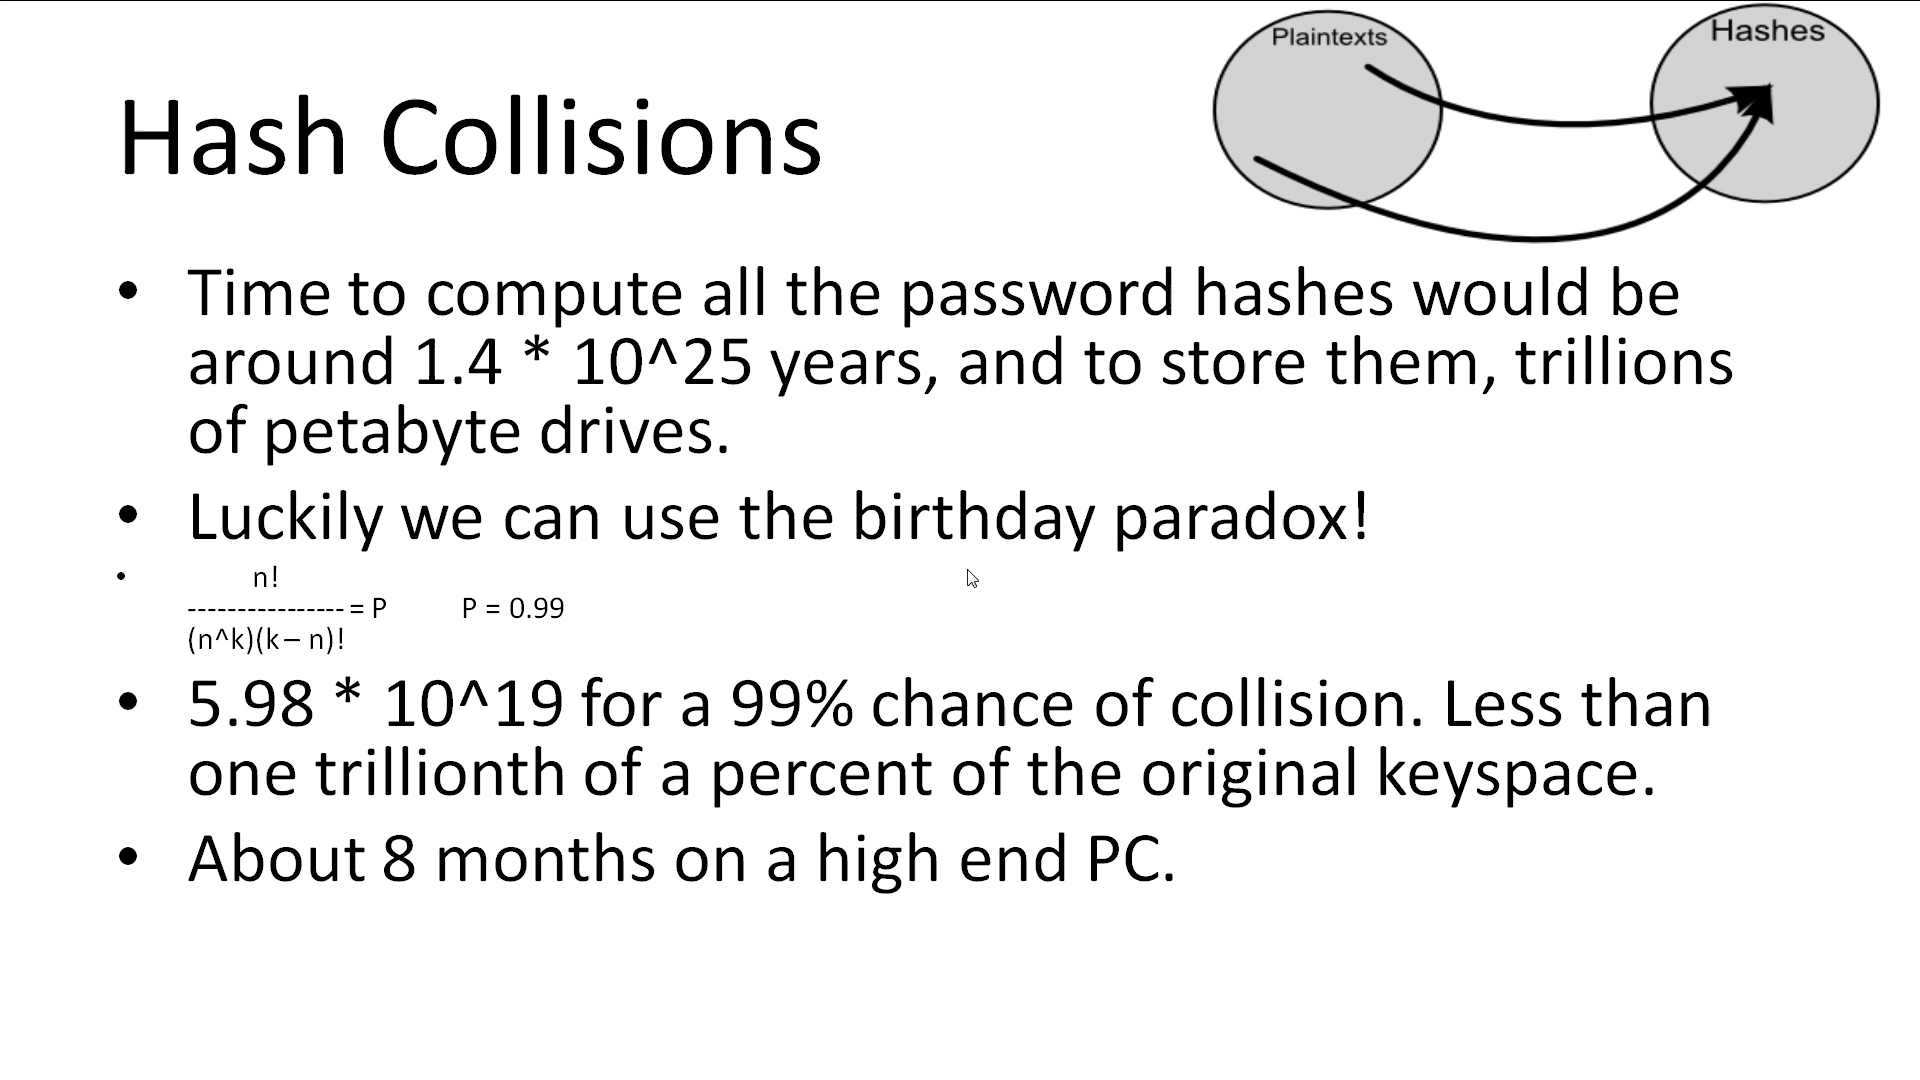 Plaintexts
Hashes
Hash Collisions
• Time to compute all the password hashes would be
around 1.4 * 10^25 years, and to store them, trillions
of petabyte drives.
• Luckily we can use the birthday paradox!
• n!
---------------- = P P = 0.99
(n^k)(k – n)!
• 5.98 * 10^19 for a 99% chance of collision. Less than
one trillionth of a percent of the original keyspace.
• About 8 months on a high end PC.